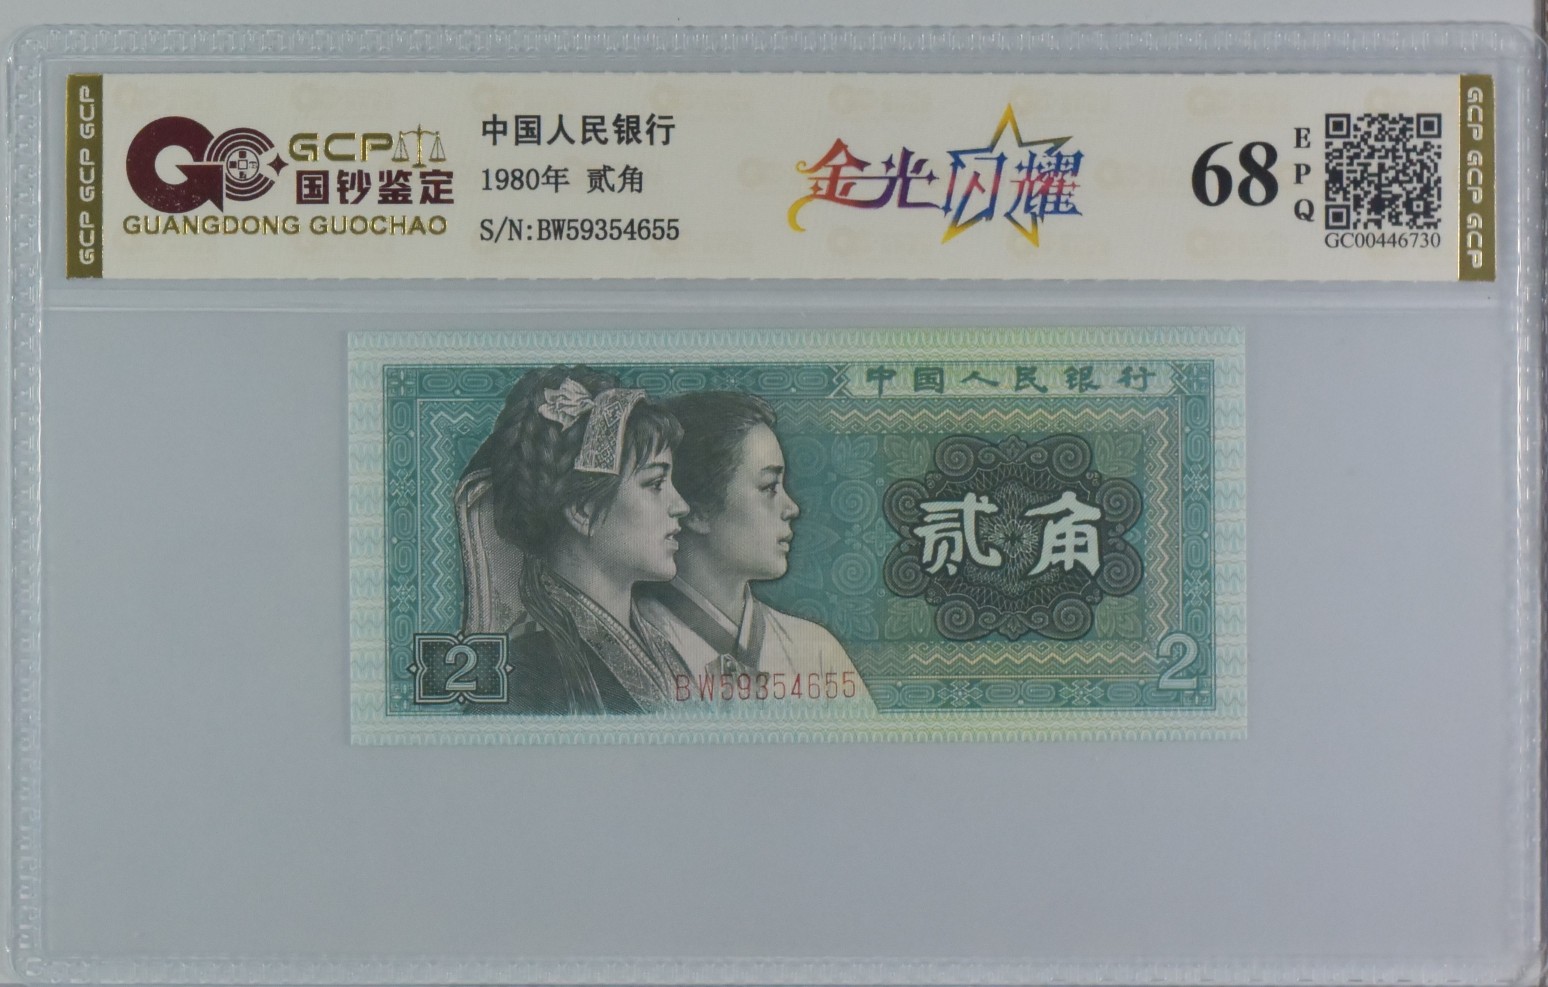 GCP GCP GCP
GCP
国钞鉴定
GUANGDONG GUOCHAO
中国人民银行
1980年 贰角
S/N:BW59354655
金光闪耀
68
EPQ
GC00446730
GCP GCP GCP
中国人民银行
贰角
2
2
BW59354655